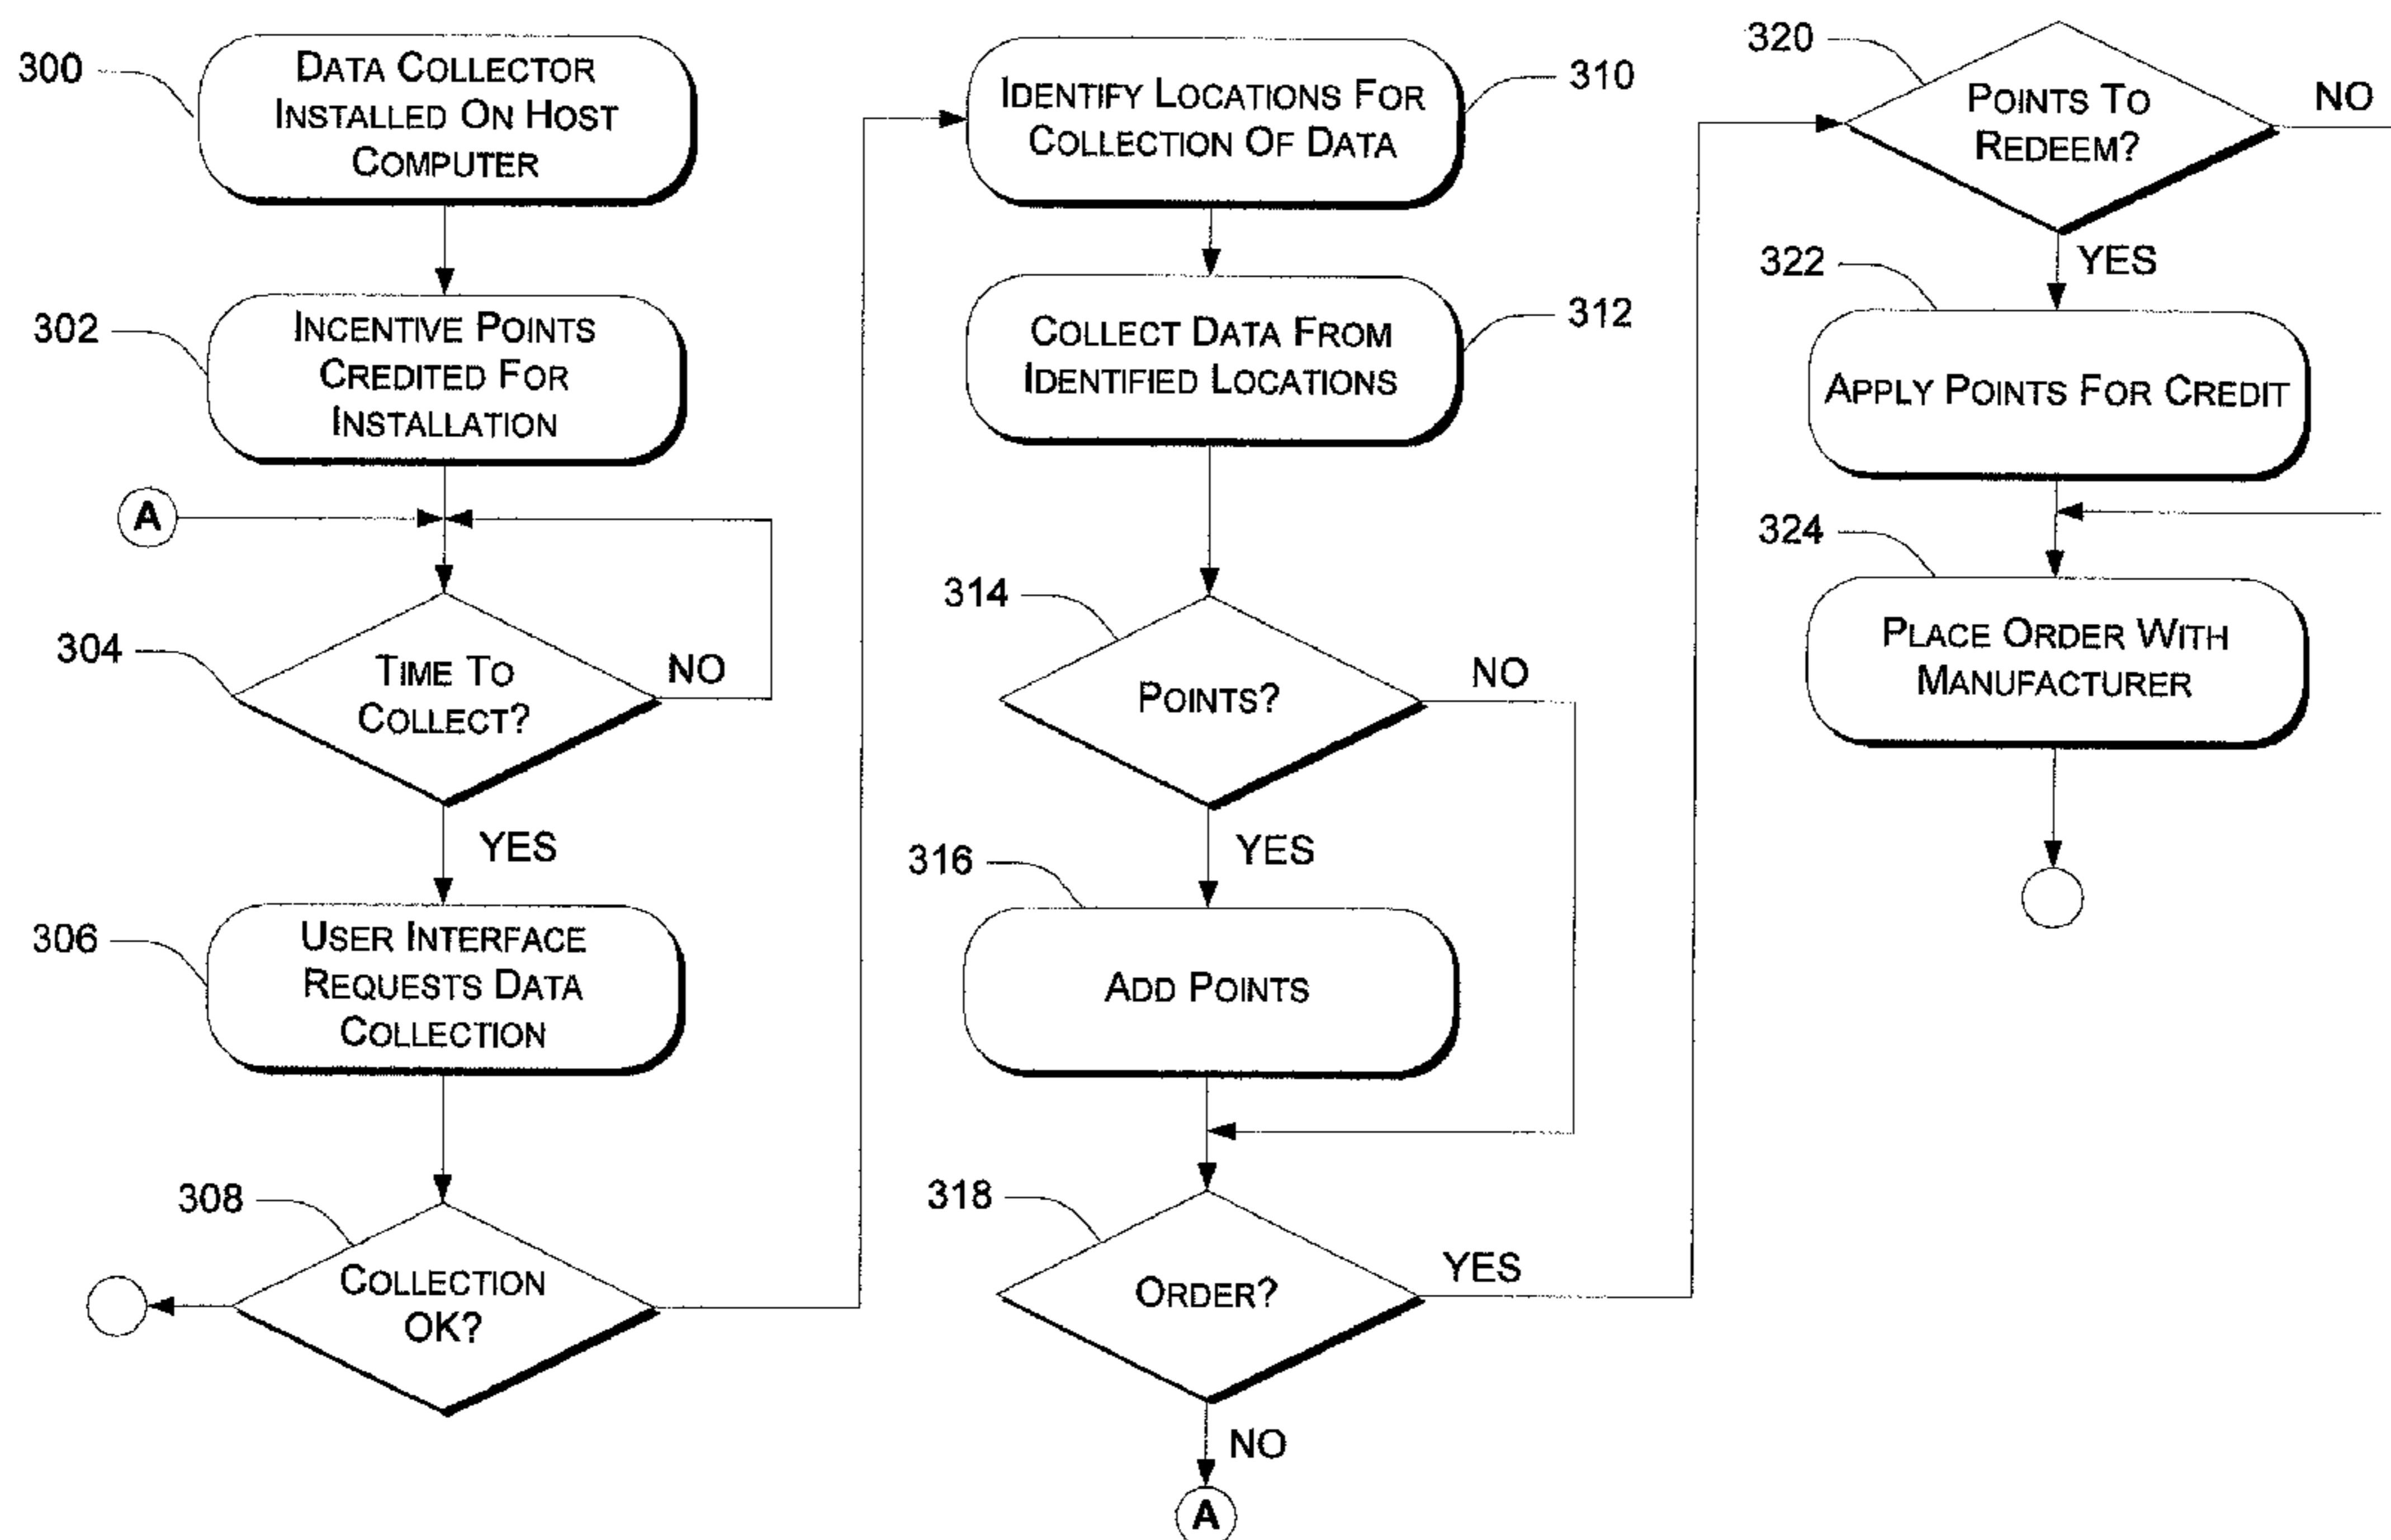 300
DATA COLLECTOR
INSTALLED ON HOST
COMPUTER
302
INCENTIVE POINTS
CREDITED FOR
INSTALLATION
A
304
TIME TO
COLLECT?
NO
YES
306
USER INTERFACE
REQUESTS DATA
COLLECTION
308
COLLECTION
OK?
310
IDENTIFY LOCATIONS FOR
COLLECTION OF DATA
312
COLLECT DATA FROM
IDENTIFIED LOCATIONS
314
POINTS?
NO
YES
316
ADD POINTS
318
ORDER?
YES
NO
A
320
POINTS TO
REDEEM?
NO
YES
322
APPLY POINTS FOR CREDIT
324
PLACE ORDER WITH
MANUFACTURER